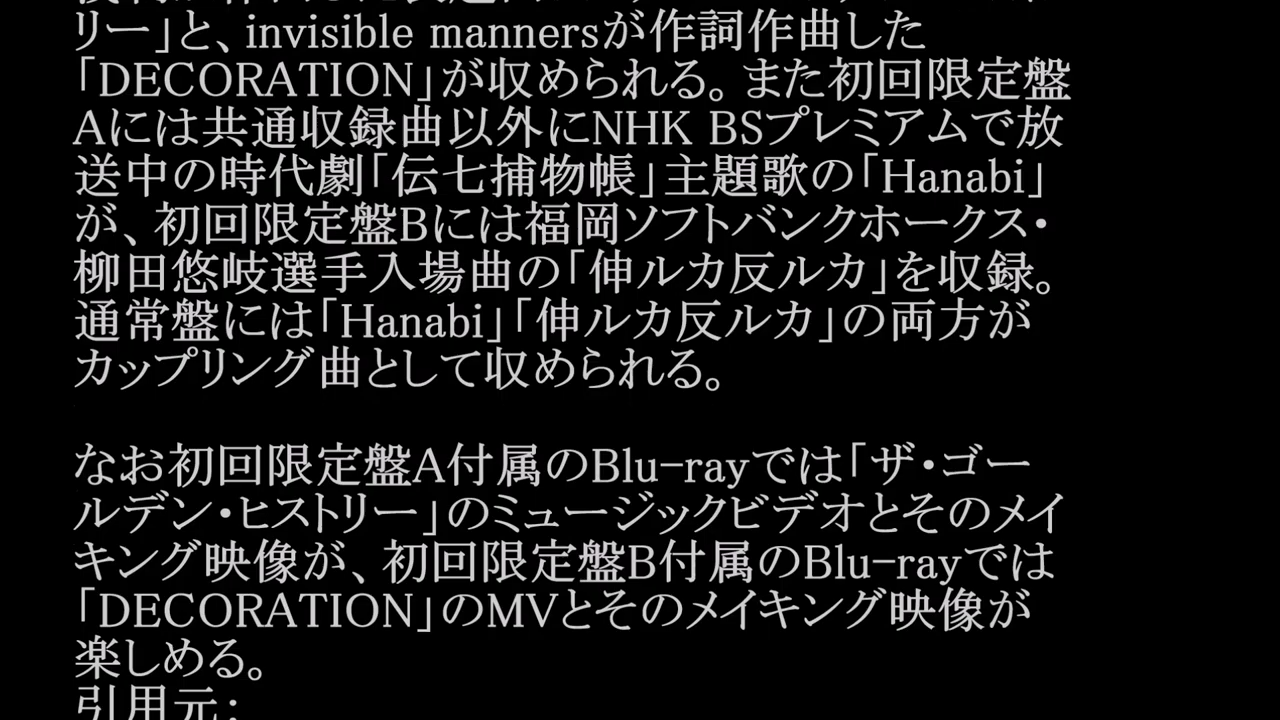 リー」と、invisible mannersが作詞作曲した
「DECORATION」が収められる。また初回限定盤
Aには共通収録曲以外にNHK BSプレミアムで放
送中の時代劇「伝七捕物帳」主題歌の「Hanabi」
が、初回限定盤Bには福岡ソフトバンクホークス・
柳田悠岐選手入場曲の「伸ルカ反ルカ」を収録。
通常盤には「Hanabi」「伸ルカ反ルカ」の両方が
カップリング曲として収められる。
なお初回限定盤A付属のBlu-rayでは「ザ・ゴー
ルデン・ヒストリー」のミュージックビデオとそのメイ
キング映像が、初回限定盤B付属のBlu-rayでは
「DECORATION」のMVとそのメイキング映像が
楽しめる。
引用元：